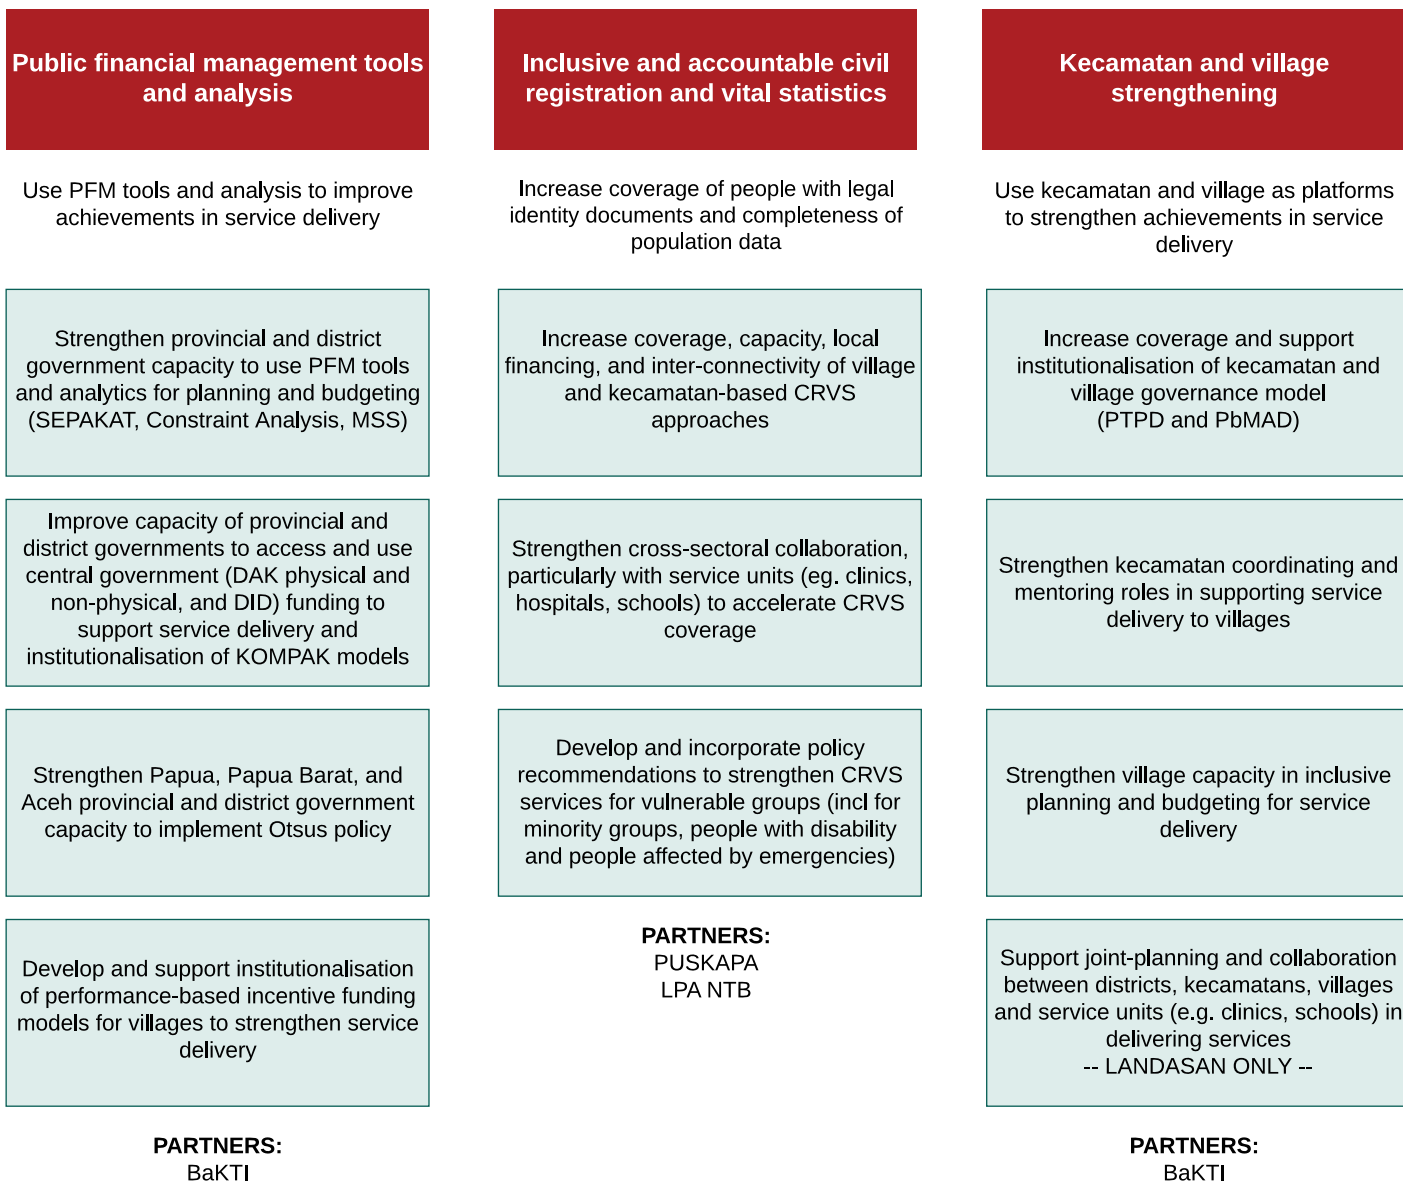 Public financial management tools
and analysis
Use PFM tools and analysis to improve
achievements in service delivery
Strengthen provincial and district
government capacity to use PFM tools
and analytics for planning and budgeting
(SEPAKAT, Constraint Analysis, MSS)
Improve capacity of provincial and
district governments to access and use
central government (DAK physical and
non-physical, and DID) funding to
support service delivery and
institutionalisation of KOMPAK models
Strengthen Papua, Papua Barat, and
Aceh provincial and district government
capacity to implement Otsus policy
Develop and support institutionalisation
of performance-based incentive funding
models for villages to strengthen service
delivery
PARTNERS:
BaKTI
Inclusive and accountable civil
registration and vital statistics
Increase coverage of people with legal
identity documents and completeness of
population data
Increase coverage, capacity, local
financing, and inter-connectivity of village
and kecamatan-based CRVS
approaches
Strengthen cross-sectoral collaboration,
particularly with service units (eg. clinics,
hospitals, schools) to accelerate CRVS
coverage
Develop and incorporate policy
recommendations to strengthen CRVS
services for vulnerable groups (incl for
minority groups, people with disability
and people affected by emergencies)
PARTNERS:
PUSKAPA
LPA NTB
Kecamatan and village
strengthening
Use kecamatan and village as platforms
to strengthen achievements in service
delivery
Increase coverage and support
institutionalisation of kecamatan and
village governance model
(PTPD and PbMAD)
Strengthen kecamatan coordinating and
mentoring roles in supporting service
delivery to villages
Strengthen village capacity in inclusive
planning and budgeting for service
delivery
Support joint-planning and collaboration
between districts, kecamatans, villages
and service units (e.g. clinics, schools) in
delivering services
-- LANDASAN ONLY --
PARTNERS:
BaKTI